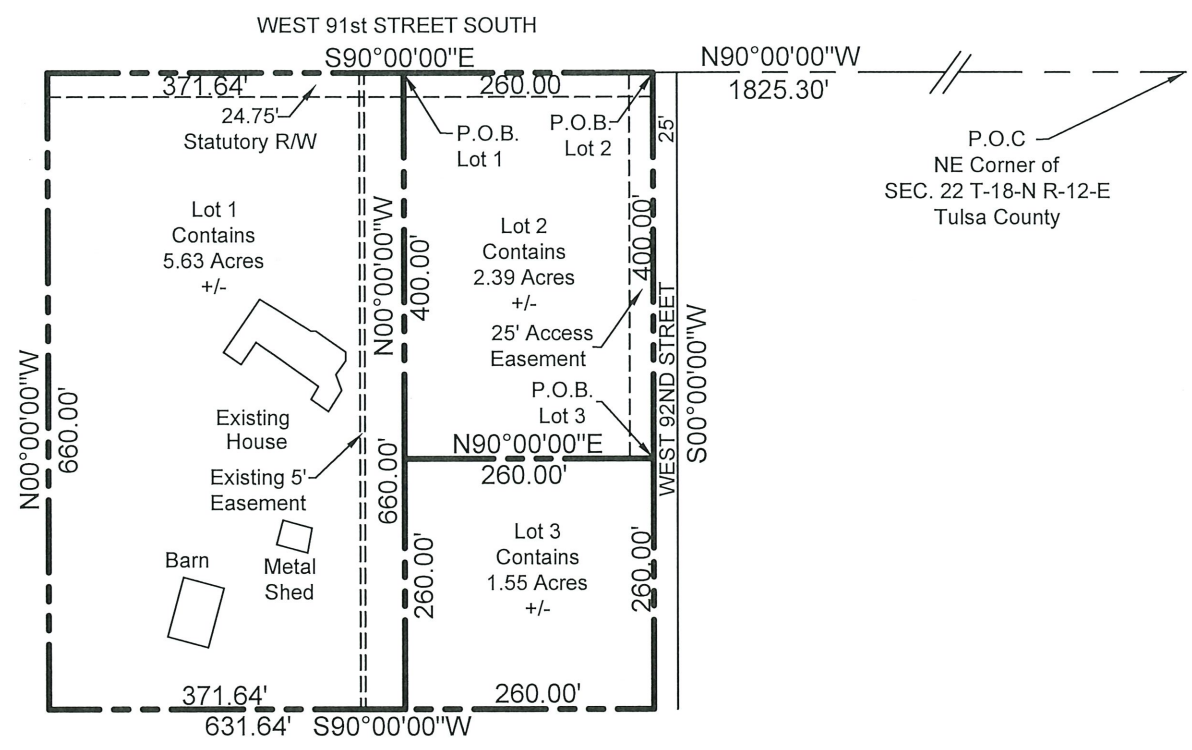 WEST 91st STREET SOUTH
S90°00'00"E
N90°00'00"W
371.64'
260.00
1825.30'
24.75'
Statutory R/W
P.O.B.
Lot 1
P.O.B.
Lot 2
25'
P.O.C
NE Corner of
SEC. 22 T-18-N R-12-E
Tulsa County
Lot 1
Contains
5.63 Acres
+/-
N00°00'00"W
400.00'
Lot 2
Contains
2.39 Acres
+/-
400.00'
25' Access
Easement
WEST 92ND STREET
S00°00'00"W
N00°00'00"W
660.00'
P.O.B.
Lot 3
Existing
House
N90°00'00"E
260.00'
Existing 5'
Easement
660.00'
Lot 3
Contains
1.55 Acres
+/-
260.00'
260.00'
Barn
Metal
Shed
371.64'
260.00'
631.64'
S90°00'00"W